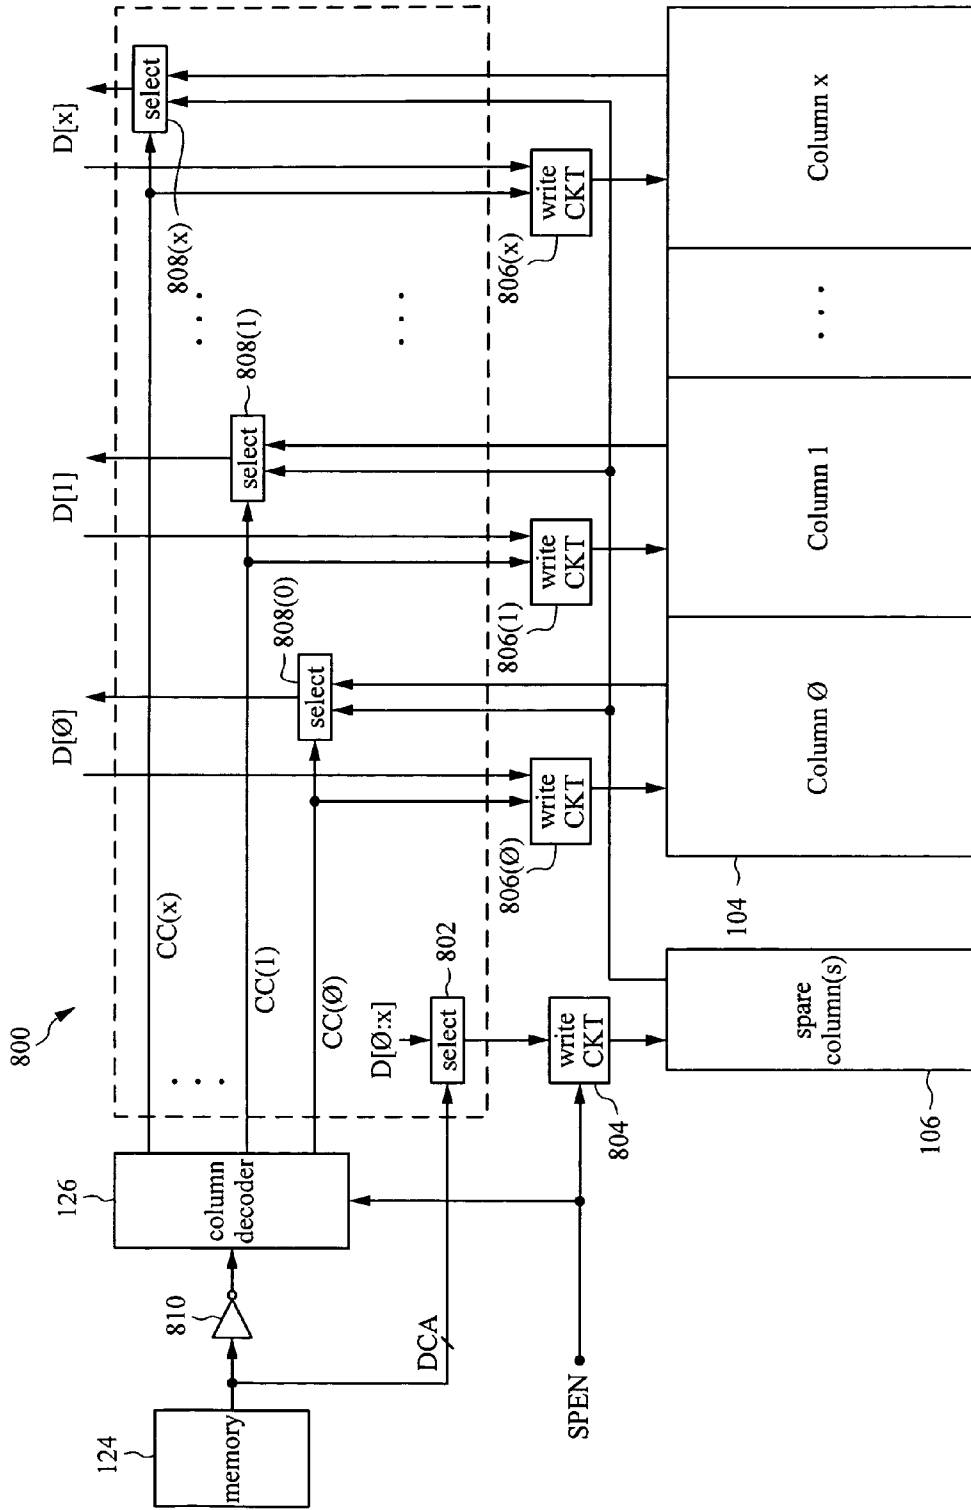 800
124
memory
810
126
column
decoder
DCA
SPEN
CC(x)
CC(1)
CC(Ø)
. . .
D[Ø:x]
select
802
write
CKT
804
spare
column(s)
106
D[Ø]
select
808(0)
write
CKT
806(Ø)
Column Ø
104
D[1]
select
808(1)
write
CKT
806(1)
Column 1
. . .
. . .
. . .
D[x]
select
808(x)
write
CKT
806(x)
Column x